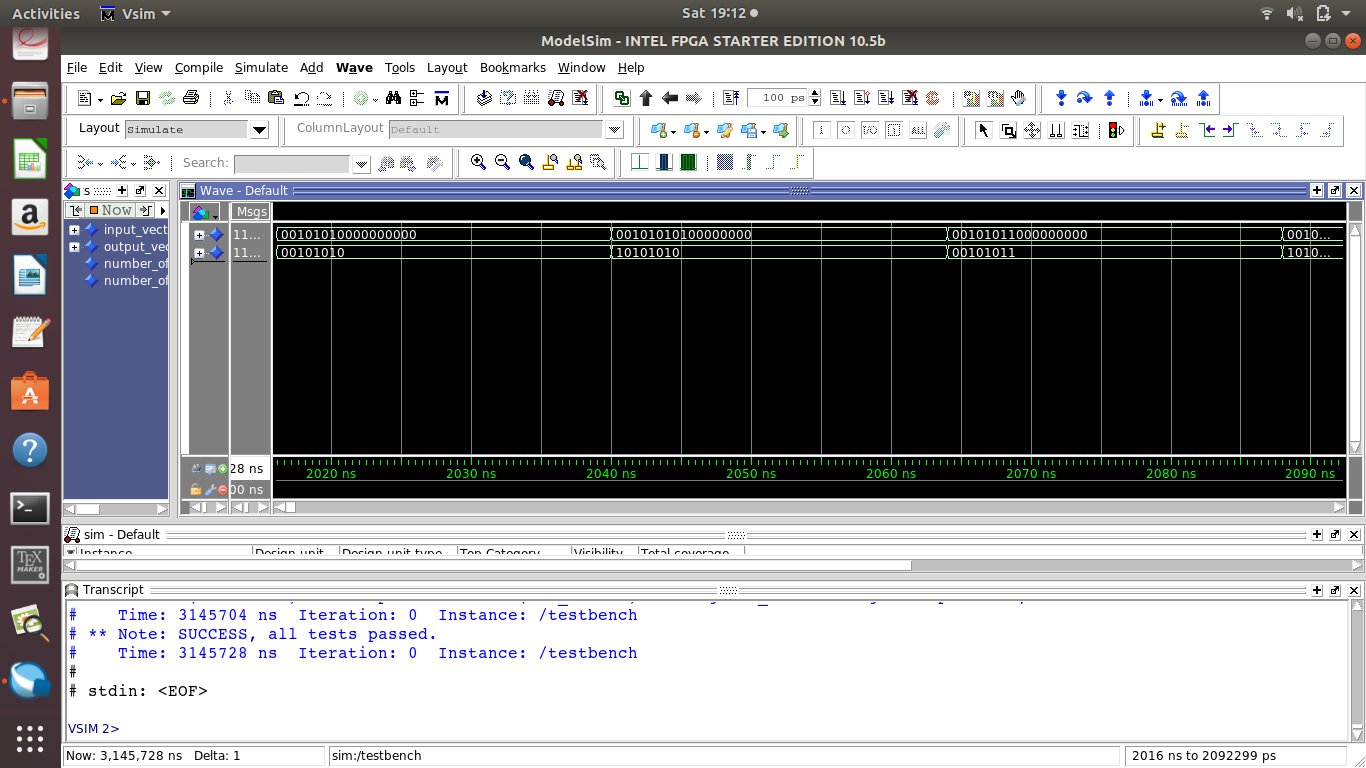 Activities Vsim Sat 19:12
ModelSim - INTEL FPGA STARTER EDITION 10.5b
File Edit View Compile Simulate Add Wave Tools Layout Bookmarks Window Help
100 ps
Layout Simulate ColumnLayout Default
Search:
s Wave - Default
Now Msgs
input_vect 11... 00101010000000000 00101010100000000 00101011000000000 0010...
output_vec 11... 00101010 10101010 00101011 1010...
number_of
number_of
28 ns
2020 ns 2030 ns 2040 ns 2050 ns 2060 ns 2070 ns 2080 ns 2090 ns
00 ns
sim - Default
Instance Design unit Design unit type Top Category Visibility Total coverage
Transcript
# Time: 3145704 ns Iteration: 0 Instance: /testbench
# ** Note: SUCCESS, all tests passed.
# Time: 3145728 ns Iteration: 0 Instance: /testbench
#
# stdin: <EOF>
VSIM 2>
Now: 3,145,728 ns Delta: 1 sim:/testbench 2016 ns to 2092299 ps